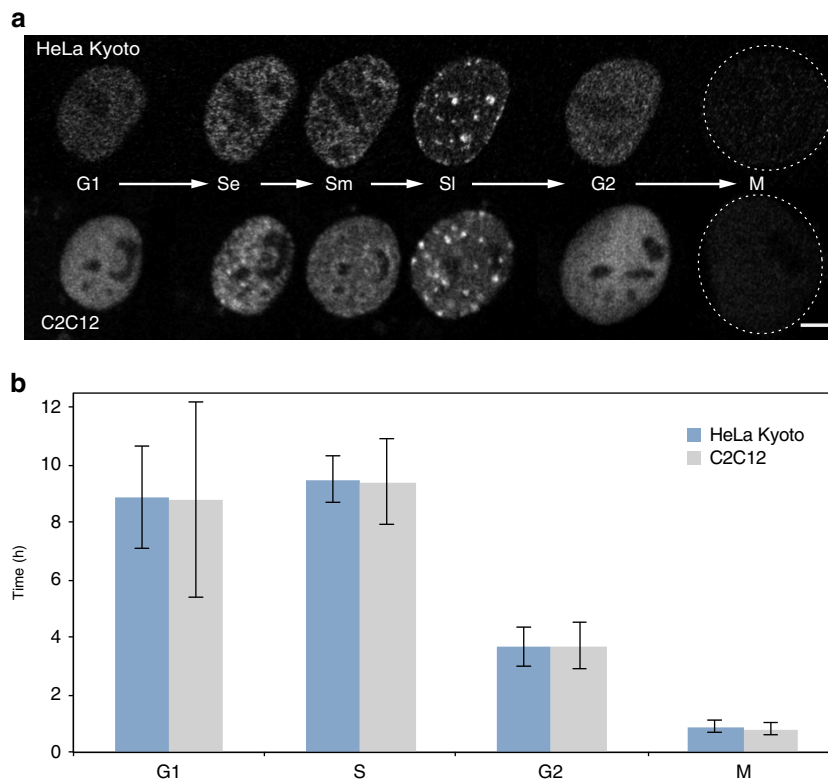 a
HeLa Kyoto
G1 Se Sm Sl G2 M
C2C12
b
12
10
8
6
4
2
0
Time (h)
HeLa Kyoto
C2C12
G1 S G2 M